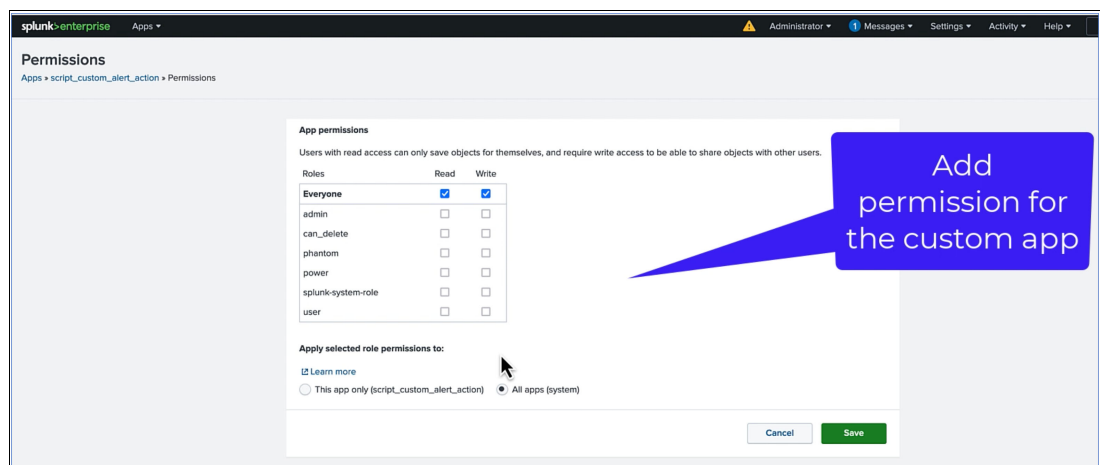 splunk>enterprise Apps ▾ Administrator ▾ 1 Messages ▾ Settings ▾ Activity ▾ Help ▾
Permissions
Apps » script_custom_alert_action » Permissions
App permissions
Users with read access can only save objects for themselves, and require write access to be able to share objects with other users.
Roles Read Write
Everyone
admin
can_delete
phantom
power
splunk-system-role
user
Apply selected role permissions to:
Learn more
This app only (script_custom_alert_action) All apps (system)
Cancel Save
Add
permission for
the custom app